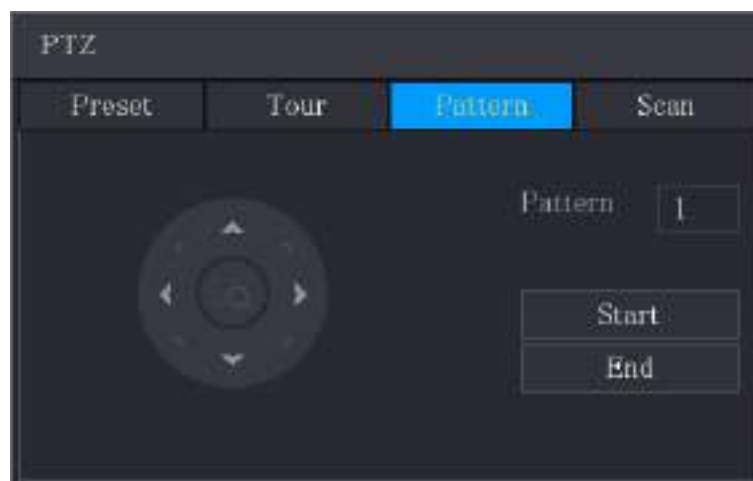 PTZ
Preset Tour Pattern Scan
Pattern 1
Start
End